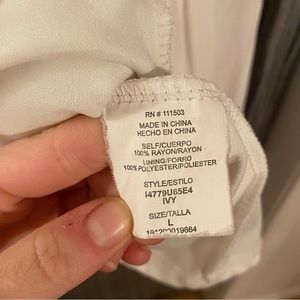 RN # 111503
MADE IN CHINA
HECHO EN CHINA
SELF/CUERPO
100% RAYON/RAYON
LINING/FORRO
100% POLYESTER/POLIESTER
STYLE/ESTILO
I4779U65E4
IVY
SIZE/TALLA
L